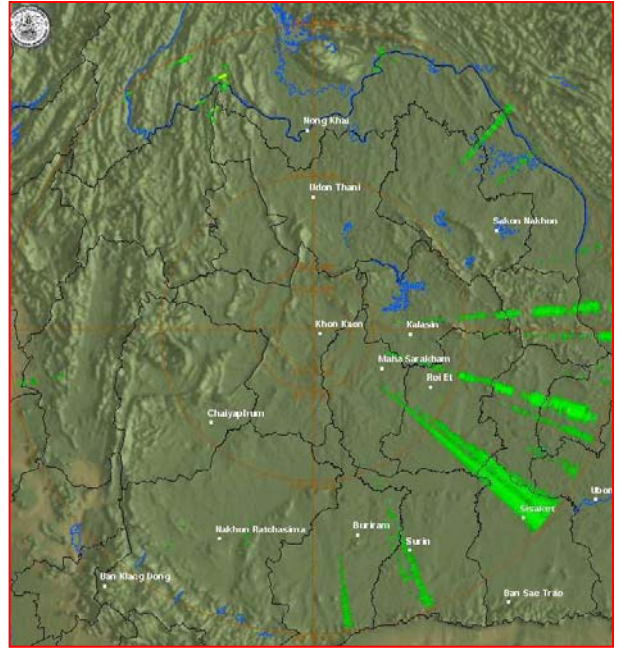 Nong Khai
Udon Thani
Sakon Nakhon
Khon Kaen
Kalasin
Maha Sarakham
Roi Et
Chaiyaphum
Sisaket
Ubon
Nakhon Ratchasima
Buriram
Surin
Ban Klang Dong
Ban Sae Trao